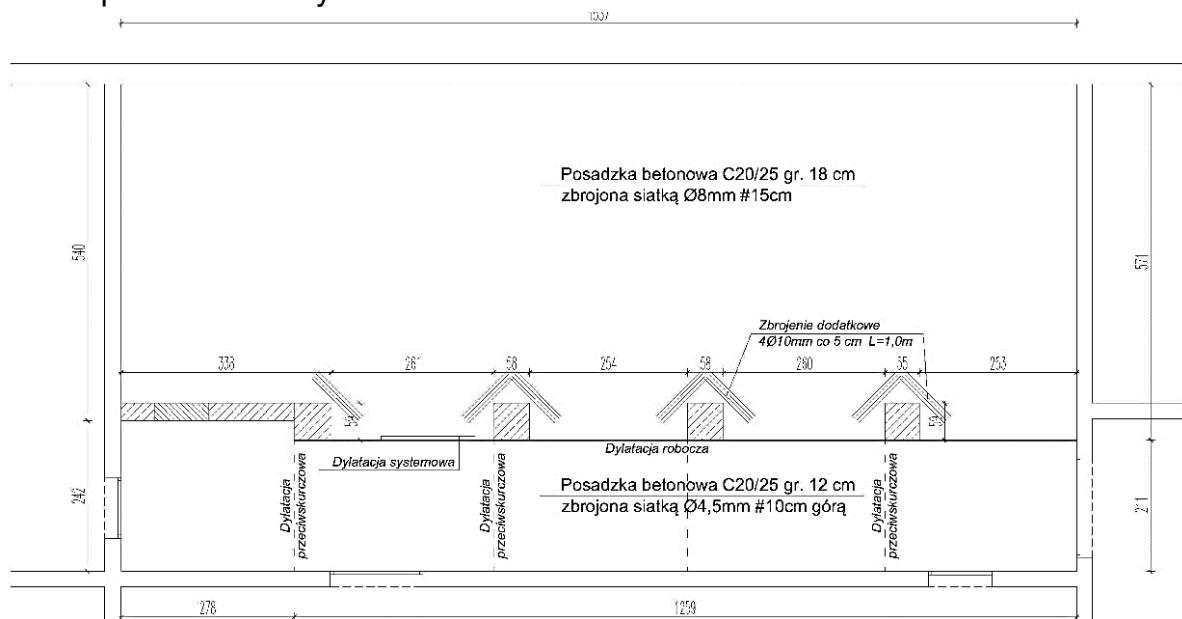 1537
Posadzka betonowa C20/25 gr. 18 cm
zbrojona siatką Ø8mm #15cm
540
571
Zbrojenie dodatkowe
4Ø10mm co 5 cm L=1,0m
338
58
254
58
280
55
253
Dylatacja systemowa
Dylatacja robocza
Dylatacja
przeciwskurczowa
Dylatacja
przeciwskurczowa
Posadzka betonowa C20/25 gr. 12 cm
zbrojona siatką Ø4,5mm #10cm górą
Dylatacja
przeciwskurczowa
242
211
278
1259